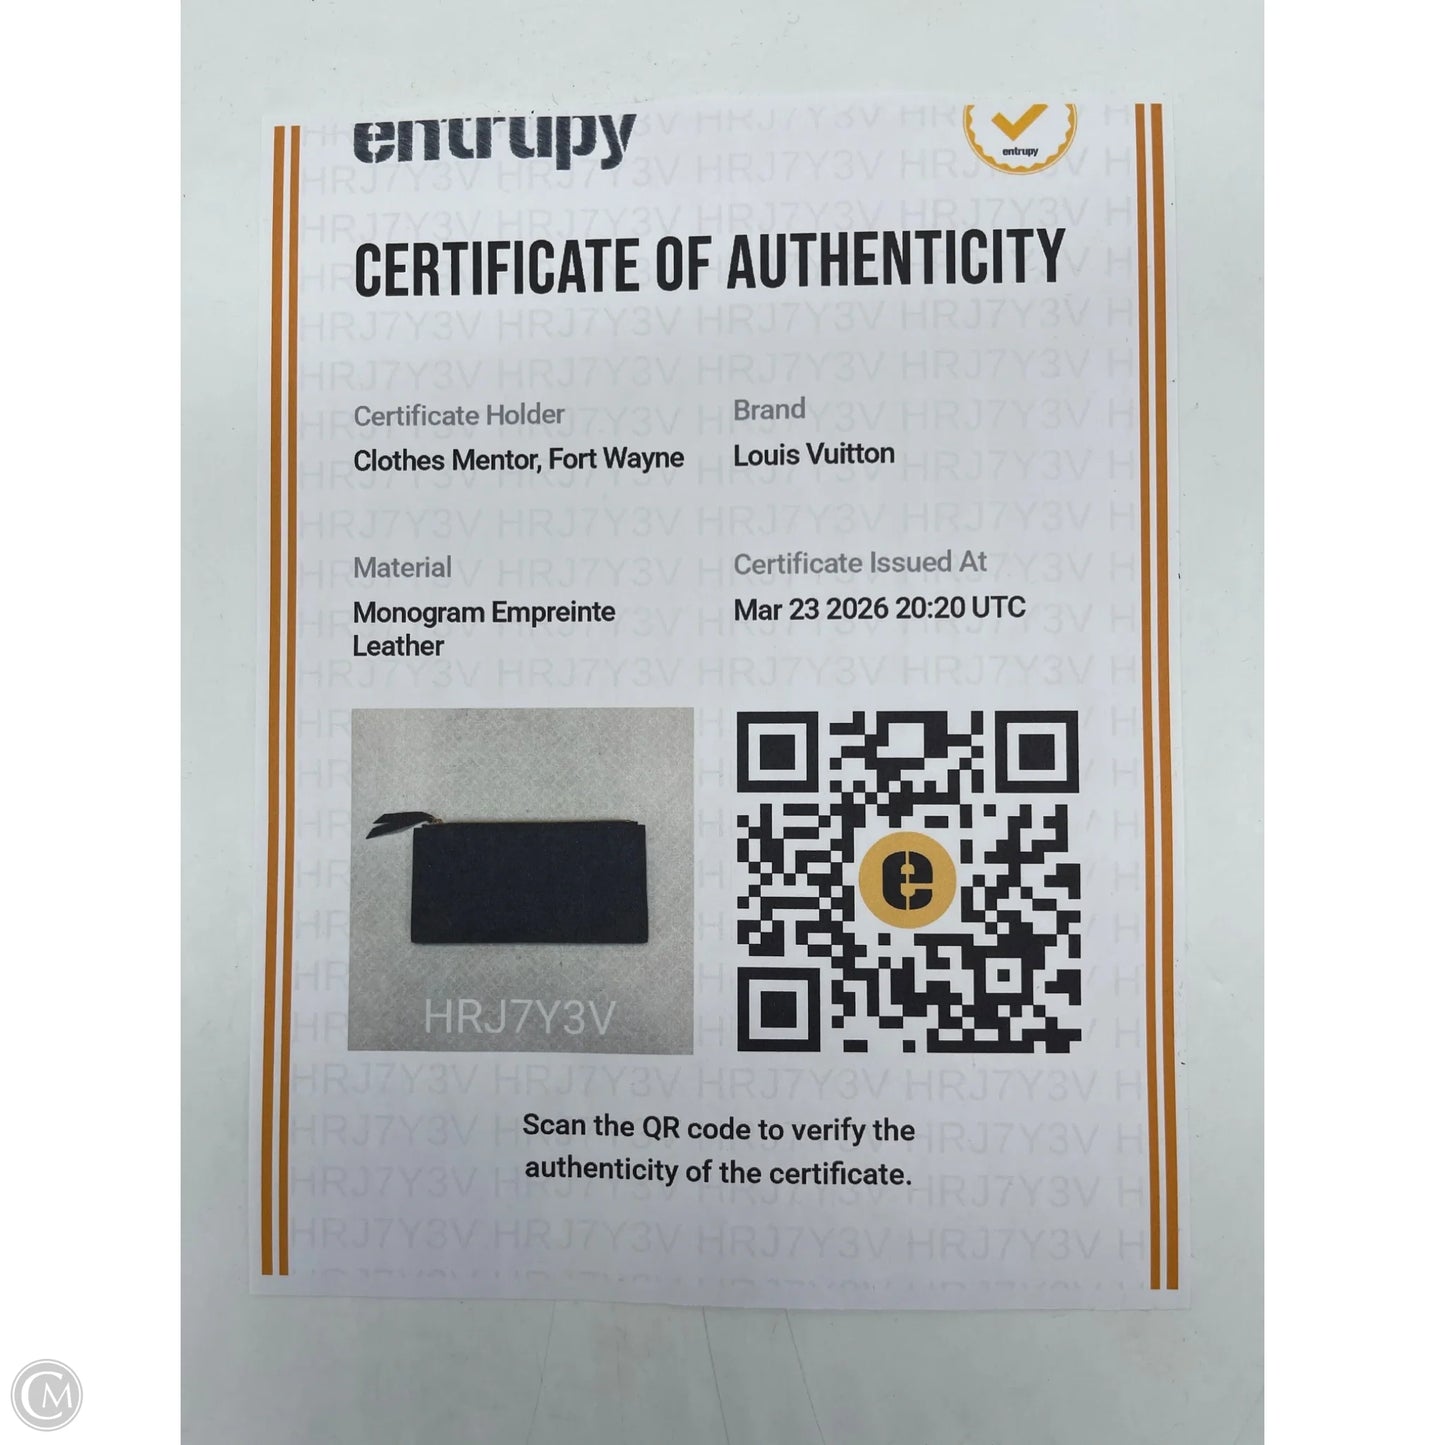 entrupy
entrupy
CERTIFICATE OF AUTHENTICITY
Certificate Holder
Clothes Mentor, Fort Wayne
Brand
Louis Vuitton
Material
Monogram Empreinte
Leather
Certificate Issued At
Mar 23 2026 20:20 UTC
HRJ7Y3V
e
Scan the QR code to verify the
authenticity of the certificate.
CM